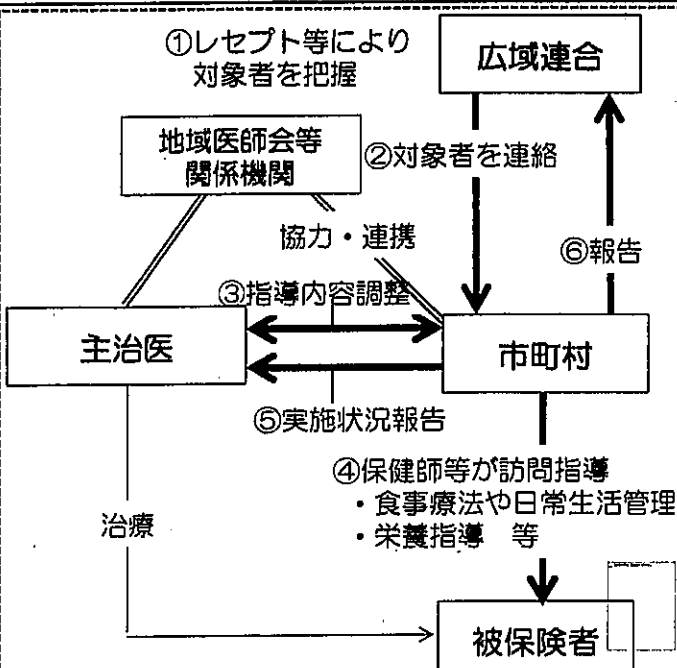 ①レセプト等により
対象者を把握
広域連合
地域医師会等
関係機関
②対象者を連絡
協力・連携
⑥報告
③指導内容調整
主治医
市町村
⑤実施状況報告
④保健師等が訪問指導
・食事療法や日常生活管理
・栄養指導　等
治療
被保険者